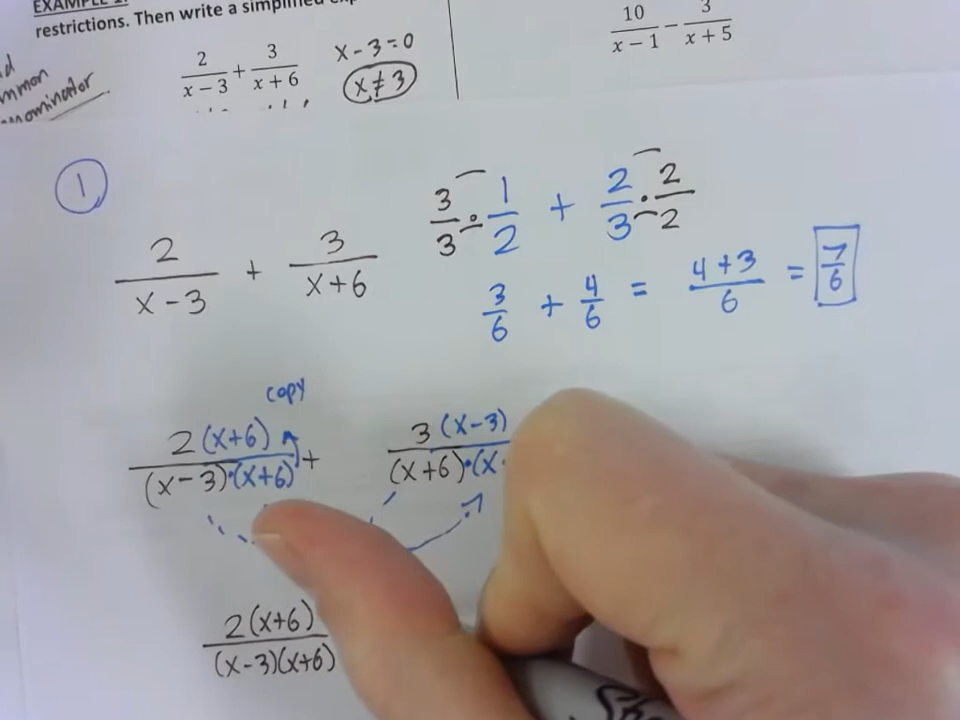 EXAMPLE
restrictions. Then write a simplified
2/(x − 3) + 3/(x + 6)
x − 3 = 0
x ≠ 3
10/(x − 1) − 3/(x + 5)
①
2/(x − 3) + 3/(x + 6)
3/3 · 1/2 + 2/3 · 2/2
3/6 + 4/6 = (4 + 3)/6 = 7/6
copy
2(x+6)/((x−3)·(x+6)) + 3(x−3)/((x+6)·(x
2(x+6)/((x−3)(x+6))